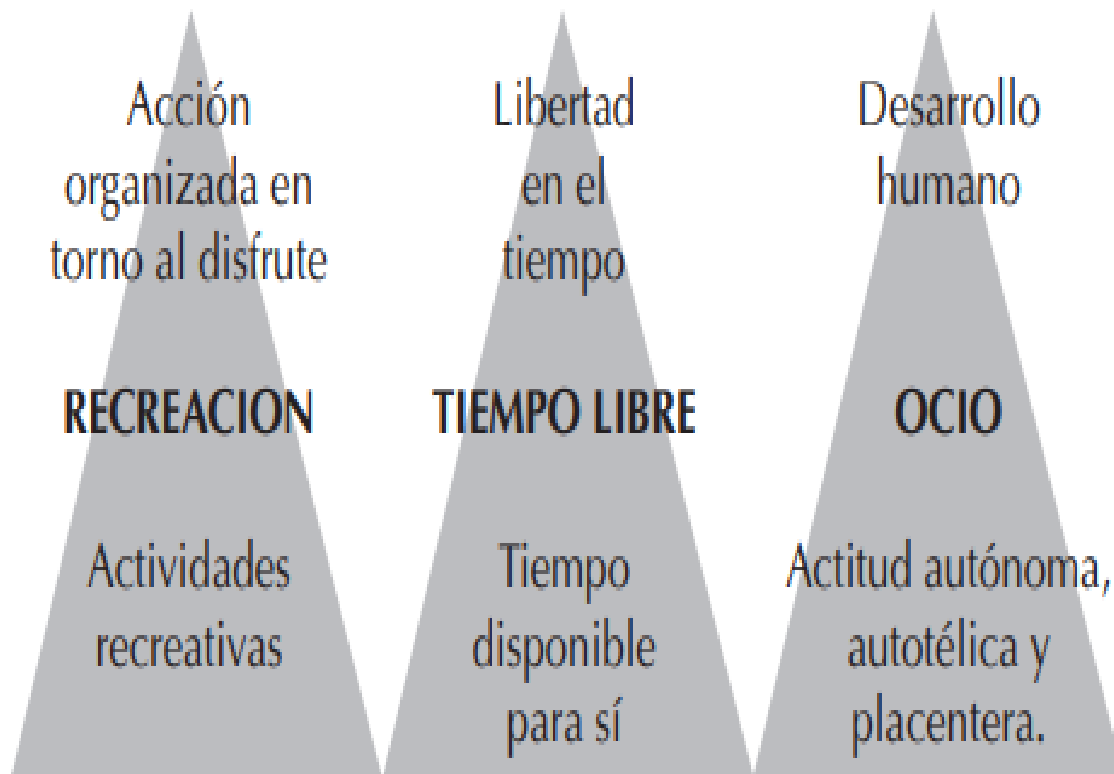 Acción
organizada en
torno al disfrute
RECREACION
Actividades
recreativas
Libertad
en el
tiempo
TIEMPO LIBRE
Tiempo
disponible
para sí
Desarrollo
humano
OCIO
Actitud autónoma,
autotélica y
placentera.